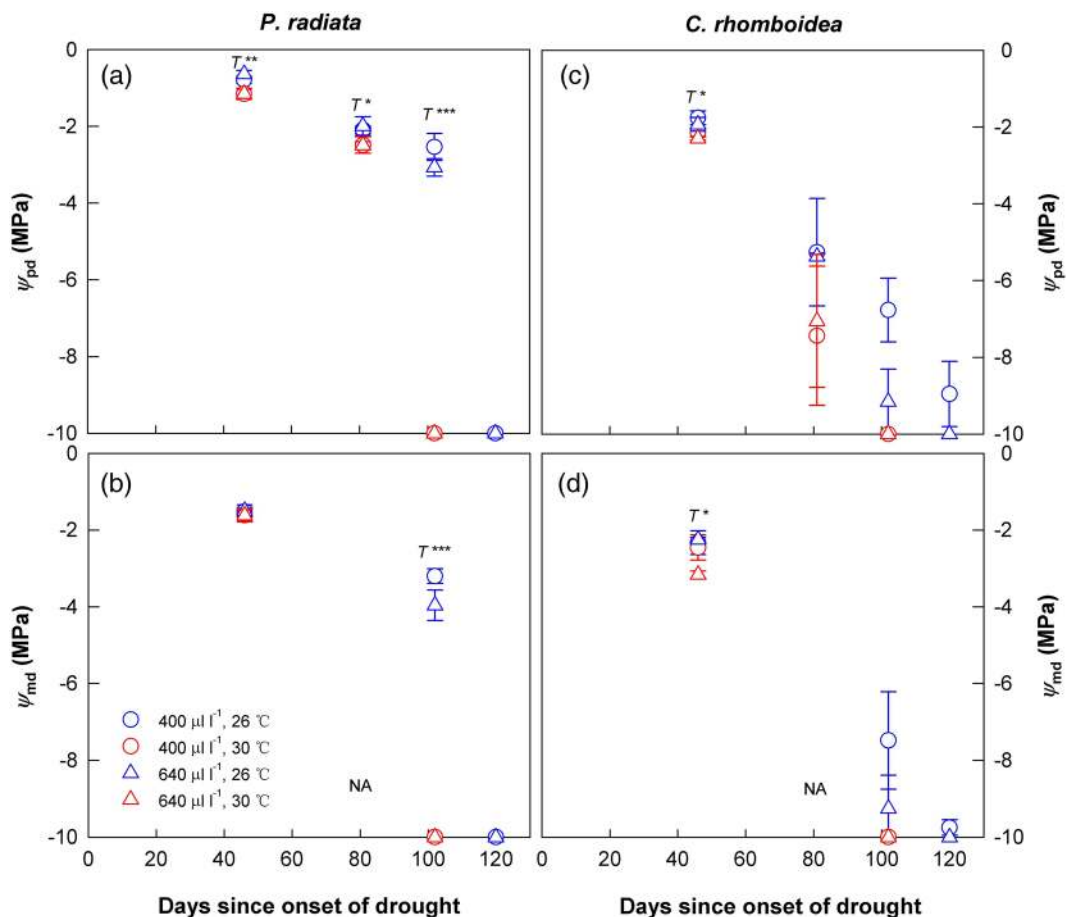 P. radiata
C. rhomboidea
(a)
T **
T *
T ***
0
-2
-4
-6
-8
-10
ψpd (MPa)
(c)
T *
0
-2
-4
-6
-8
-10
ψpd (MPa)
(b)
T ***
0
-2
-4
-6
-8
-10
ψmd (MPa)
400 μl l⁻¹, 26 ℃
400 μl l⁻¹, 30 ℃
640 μl l⁻¹, 26 ℃
640 μl l⁻¹, 30 ℃
NA
(d)
T *
NA
0
-2
-4
-6
-8
-10
ψmd (MPa)
0 20 40 60 80 100 120
0 20 40 60 80 100 120
Days since onset of drought
Days since onset of drought